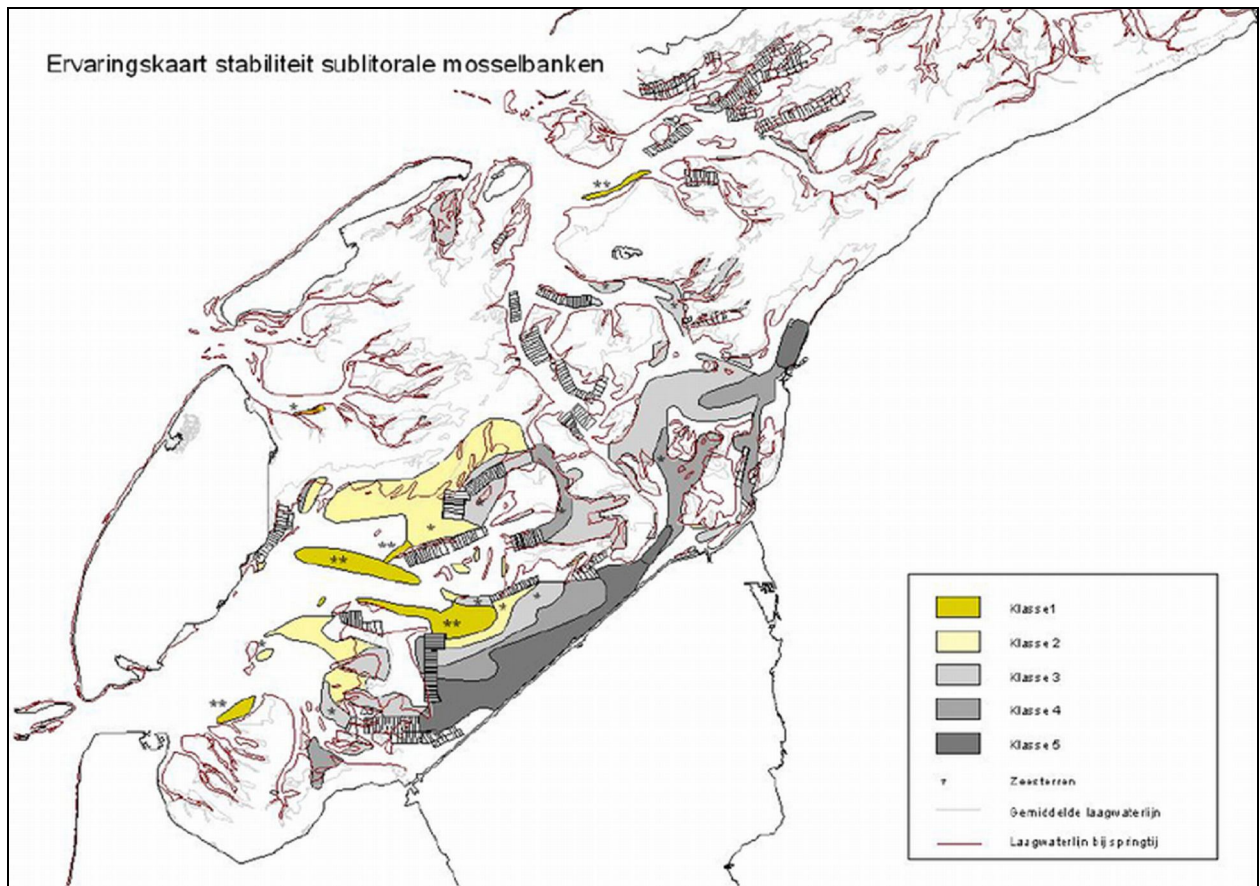 Ervaringskaart stabiliteit sublitorale mosselbanken
Klasse 1
Klasse 2
Klasse 3
Klasse 4
Klasse 5
Zeesterren
Gemiddelde laagwaterlijn
Laagwaterlijn bij springtij